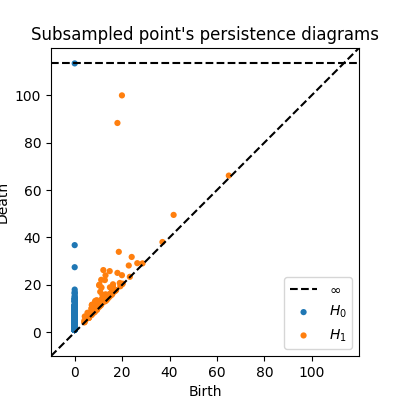 Subsampled point's persistence diagrams
Death
100
80
60
40
20
0
∞
H0
H1
0 20 40 60 80 100
Birth